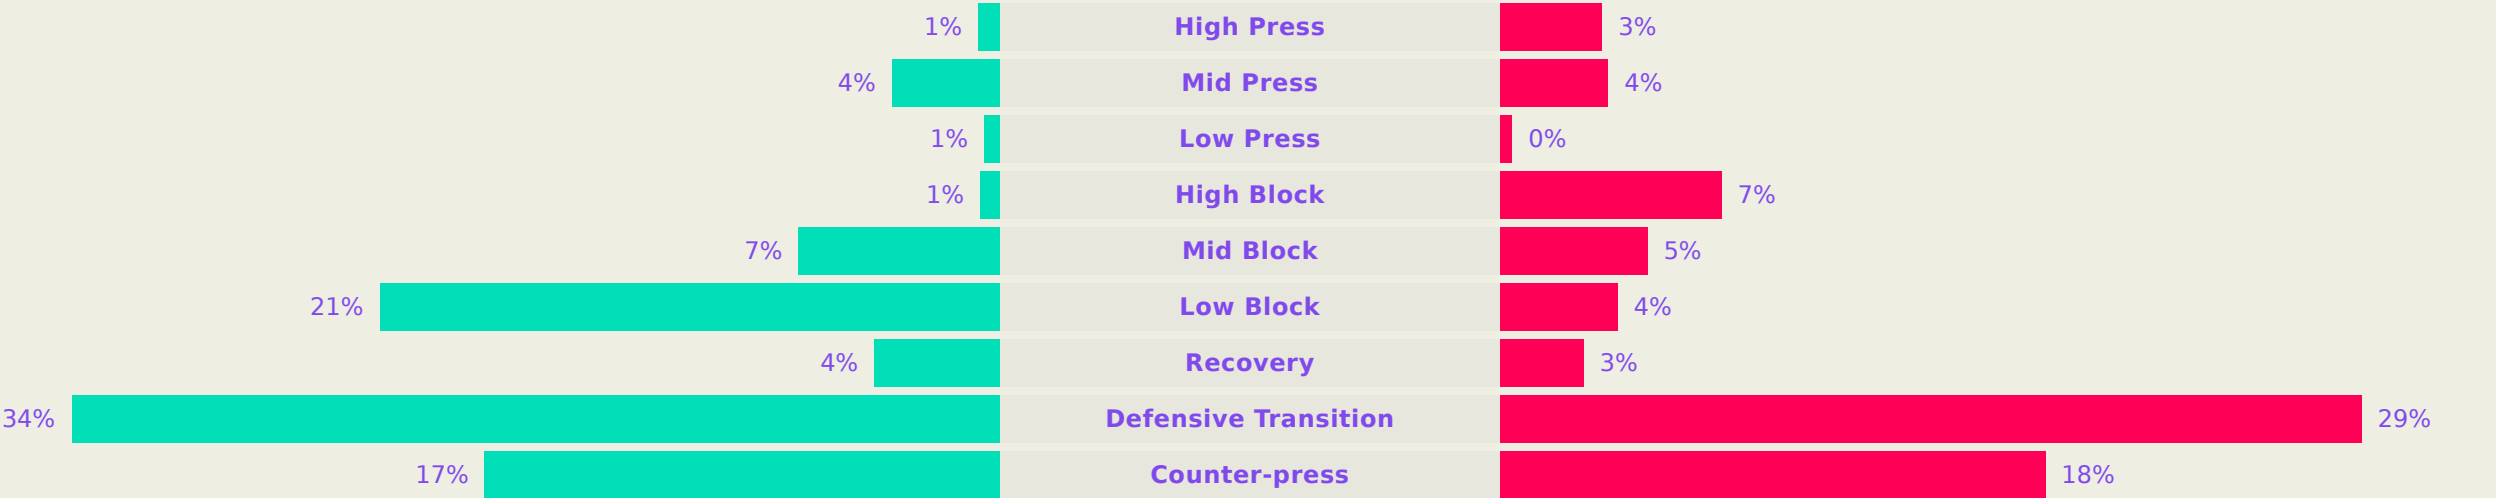 1% High Press 3%
4% Mid Press 4%
1% Low Press 0%
1% High Block 7%
7% Mid Block 5%
21% Low Block 4%
4% Recovery 3%
34% Defensive Transition 29%
17% Counter-press 18%